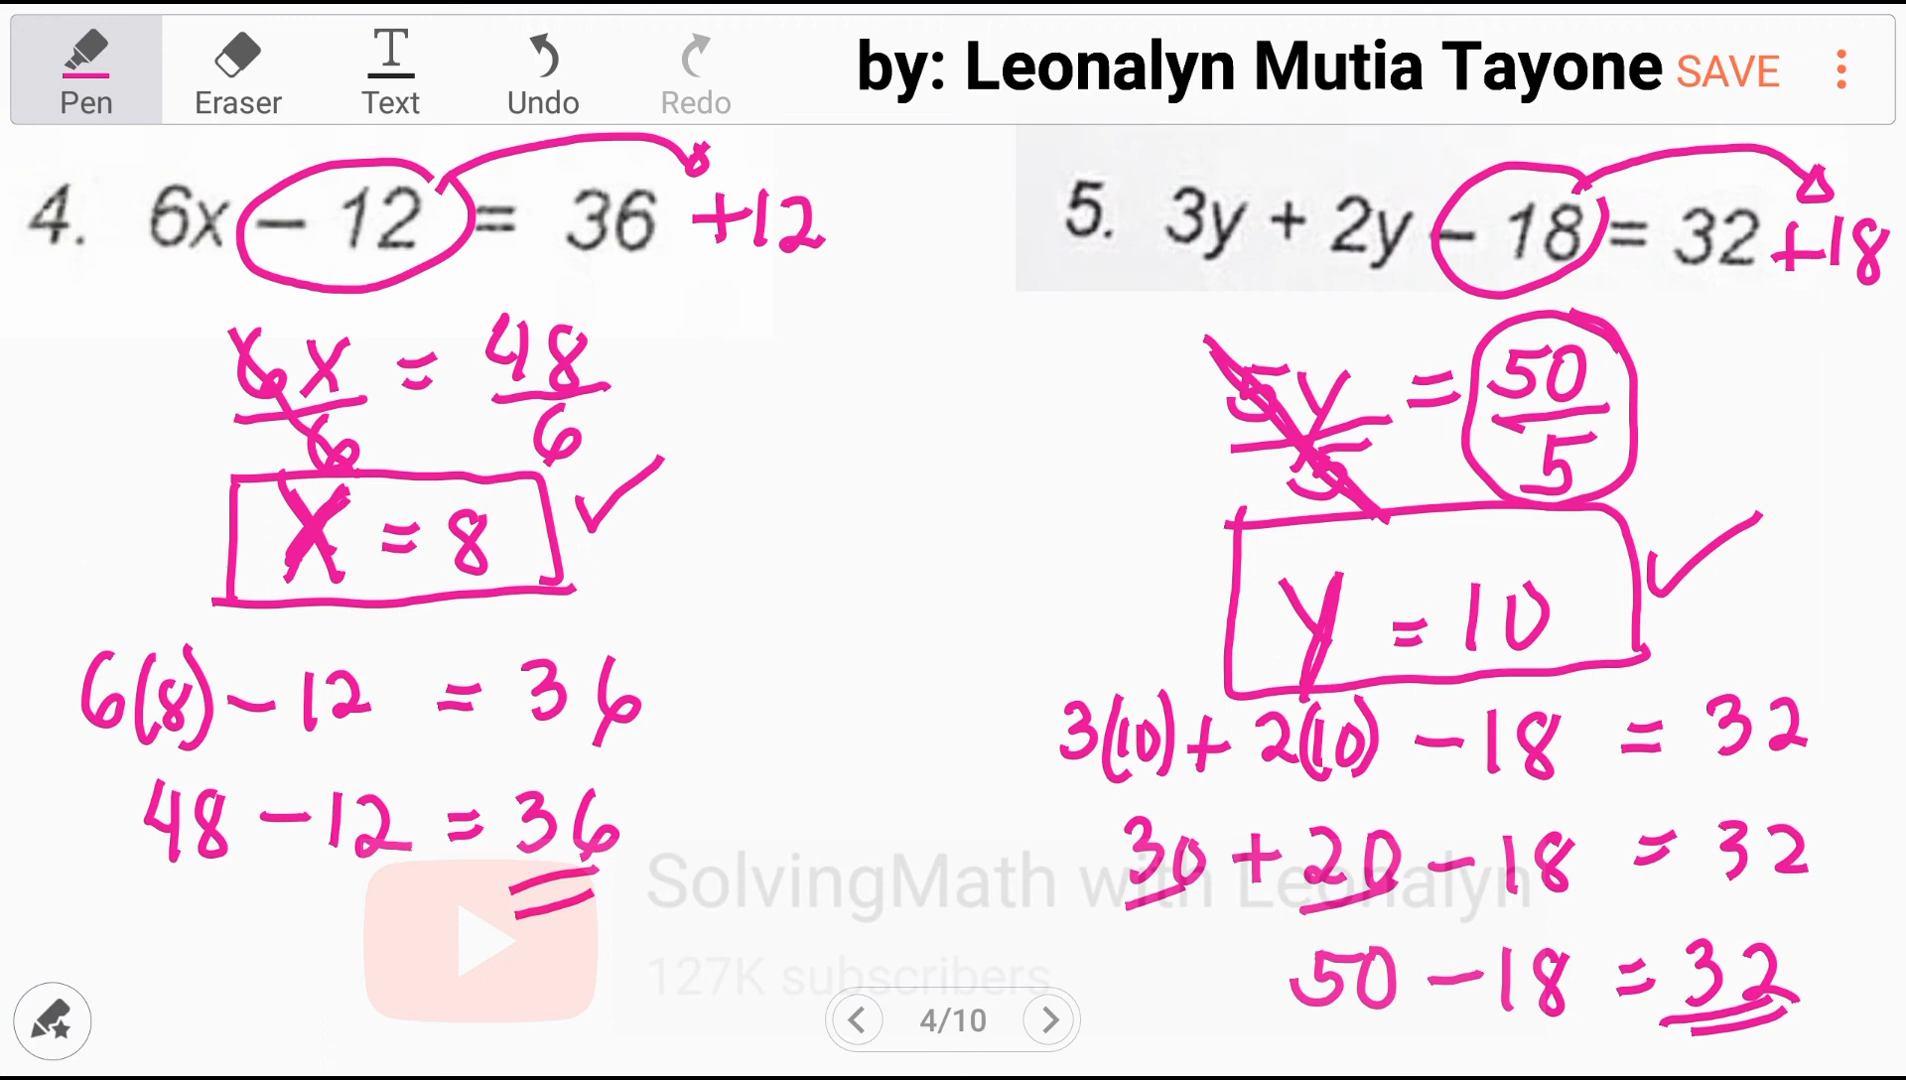 Pen Eraser Text Undo Redo by: Leonalyn Mutia Tayone SAVE
4. 6x – 12 = 36 +12
6x/6 = 48/6
x = 8 ✓
6(8) – 12 = 36
48 – 12 = 36
5. 3y + 2y – 18 = 32 +18
5y/5 = 50/5
y = 10 ✓
3(10) + 2(10) – 18 = 32
30 + 20 – 18 = 32
50 – 18 = 32
SolvingMath with Leonalyn
127K subscribers
4/10